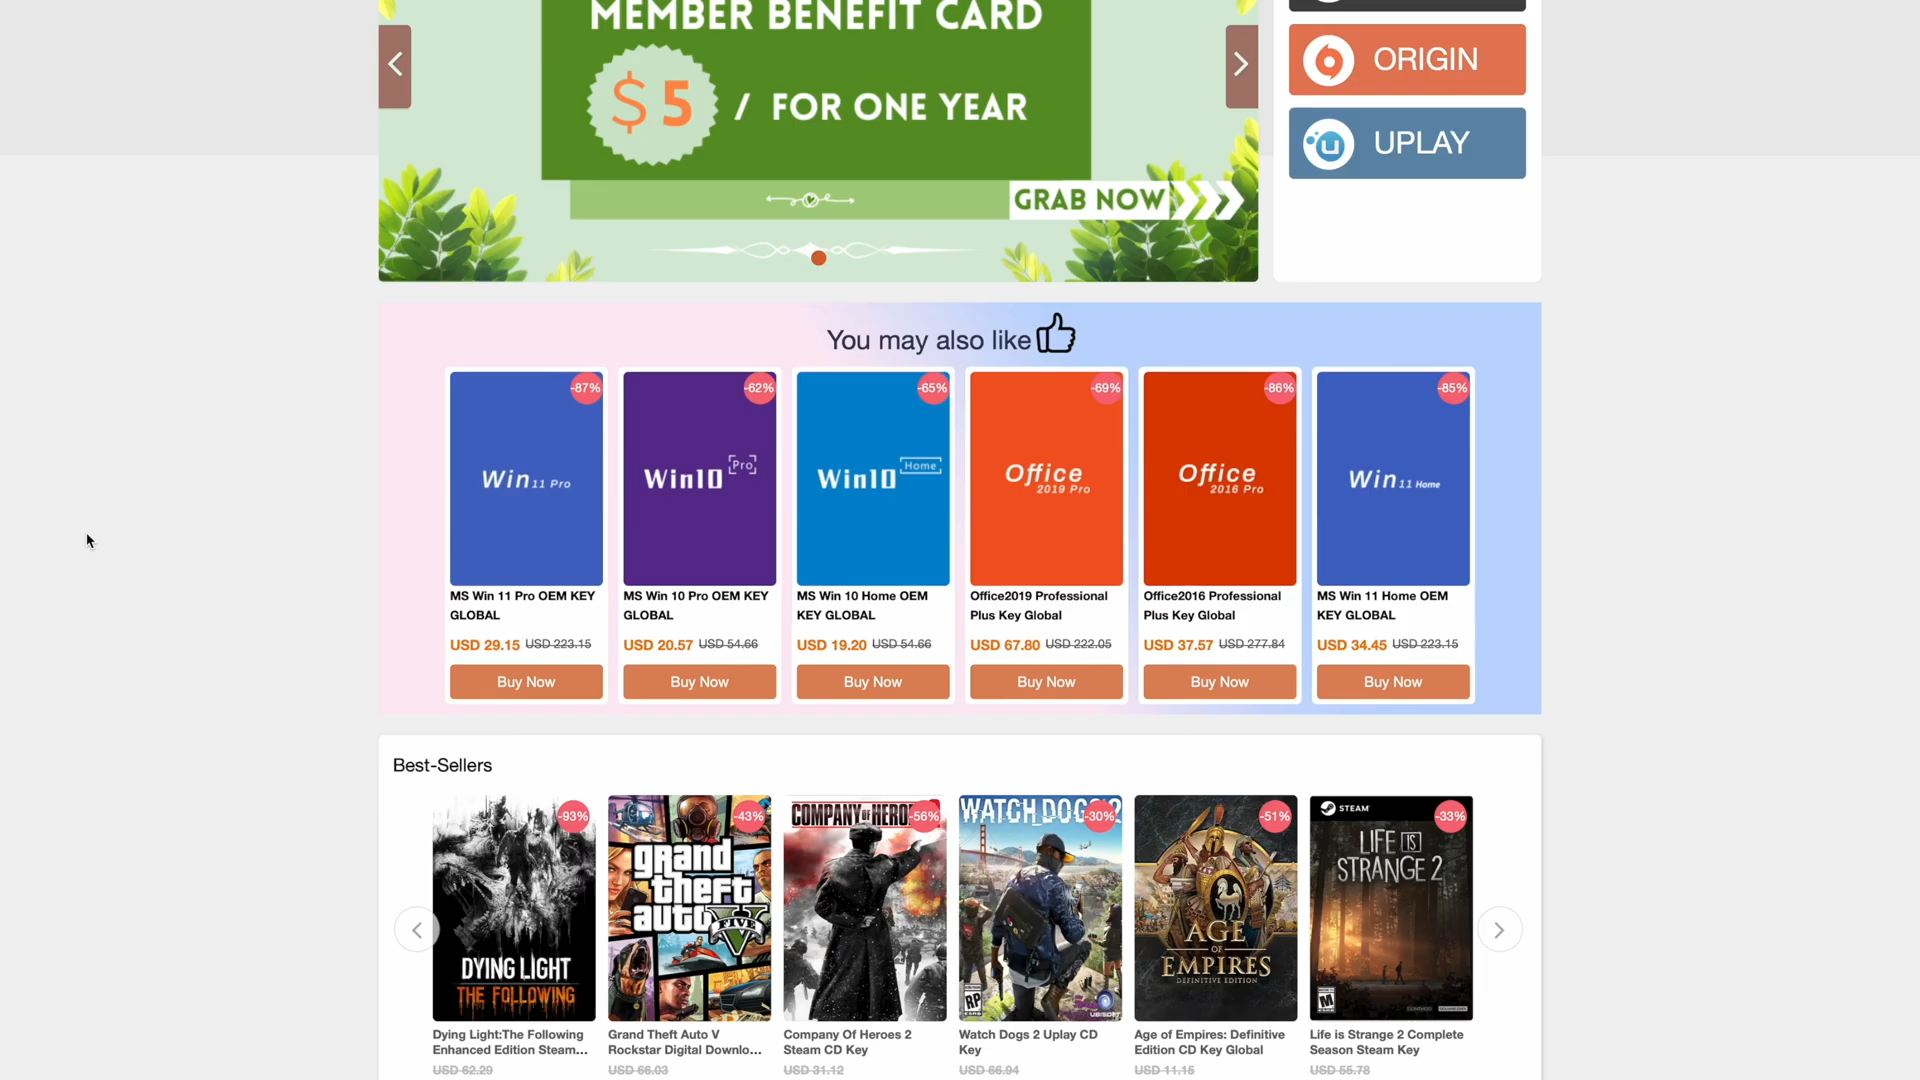 MEMBER BENEFIT CARD
$5 / FOR ONE YEAR
GRAB NOW
ORIGIN
UPLAY
You may also like
-87%
-62%
-65%
-69%
-86%
-85%
Win 11 Pro
Win10 Pro
Win10 Home
Office 2019 Pro
Office 2016 Pro
Win 11 Home
MS Win 11 Pro OEM KEY
GLOBAL
USD 29.15 USD 223.15
Buy Now
MS Win 10 Pro OEM KEY
GLOBAL
USD 20.57 USD 54.66
Buy Now
MS Win 10 Home OEM
KEY GLOBAL
USD 19.20 USD 54.66
Buy Now
Office2019 Professional
Plus Key Global
USD 67.80 USD 222.05
Buy Now
Office2016 Professional
Plus Key Global
USD 37.57 USD 277.84
Buy Now
MS Win 11 Home OEM
KEY GLOBAL
USD 34.45 USD 223.15
Buy Now
Best-Sellers
-93%
DYING LIGHT
THE FOLLOWING
Dying Light:The Following
Enhanced Edition Steam...
USD 62.29
-43%
grand
theft
auto
FIVE
Grand Theft Auto V
Rockstar Digital Downlo...
USD 66.03
-56%
COMPANY OF HERO
Company Of Heroes 2
Steam CD Key
USD 31.12
-30%
WATCH DOGS 2
RP
UBISOFT
Watch Dogs 2 Uplay CD
Key
USD 66.94
-51%
AGE
OF
EMPIRES
DEFINITIVE EDITION
Age of Empires: Definitive
Edition CD Key Global
USD 11.15
STEAM
-33%
LIFE IS
STRANGE 2
M
Life is Strange 2 Complete
Season Steam Key
USD 55.78